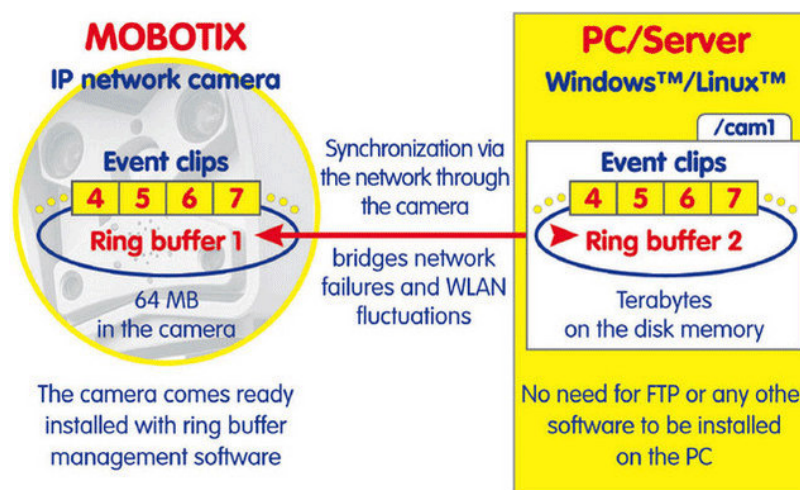 MOBOTIX
IP network camera
Event clips
4 5 6 7
Ring buffer 1
64 MB
in the camera
The camera comes ready
installed with ring buffer
management software
Synchronization via
the network through
the camera
bridges network
failures and WLAN
fluctuations
PC/Server
Windows™/Linux™
/cam1
Event clips
4 5 6 7
Ring buffer 2
Terabytes
on the disk memory
No need for FTP or any othe
software to be installed
on the PC